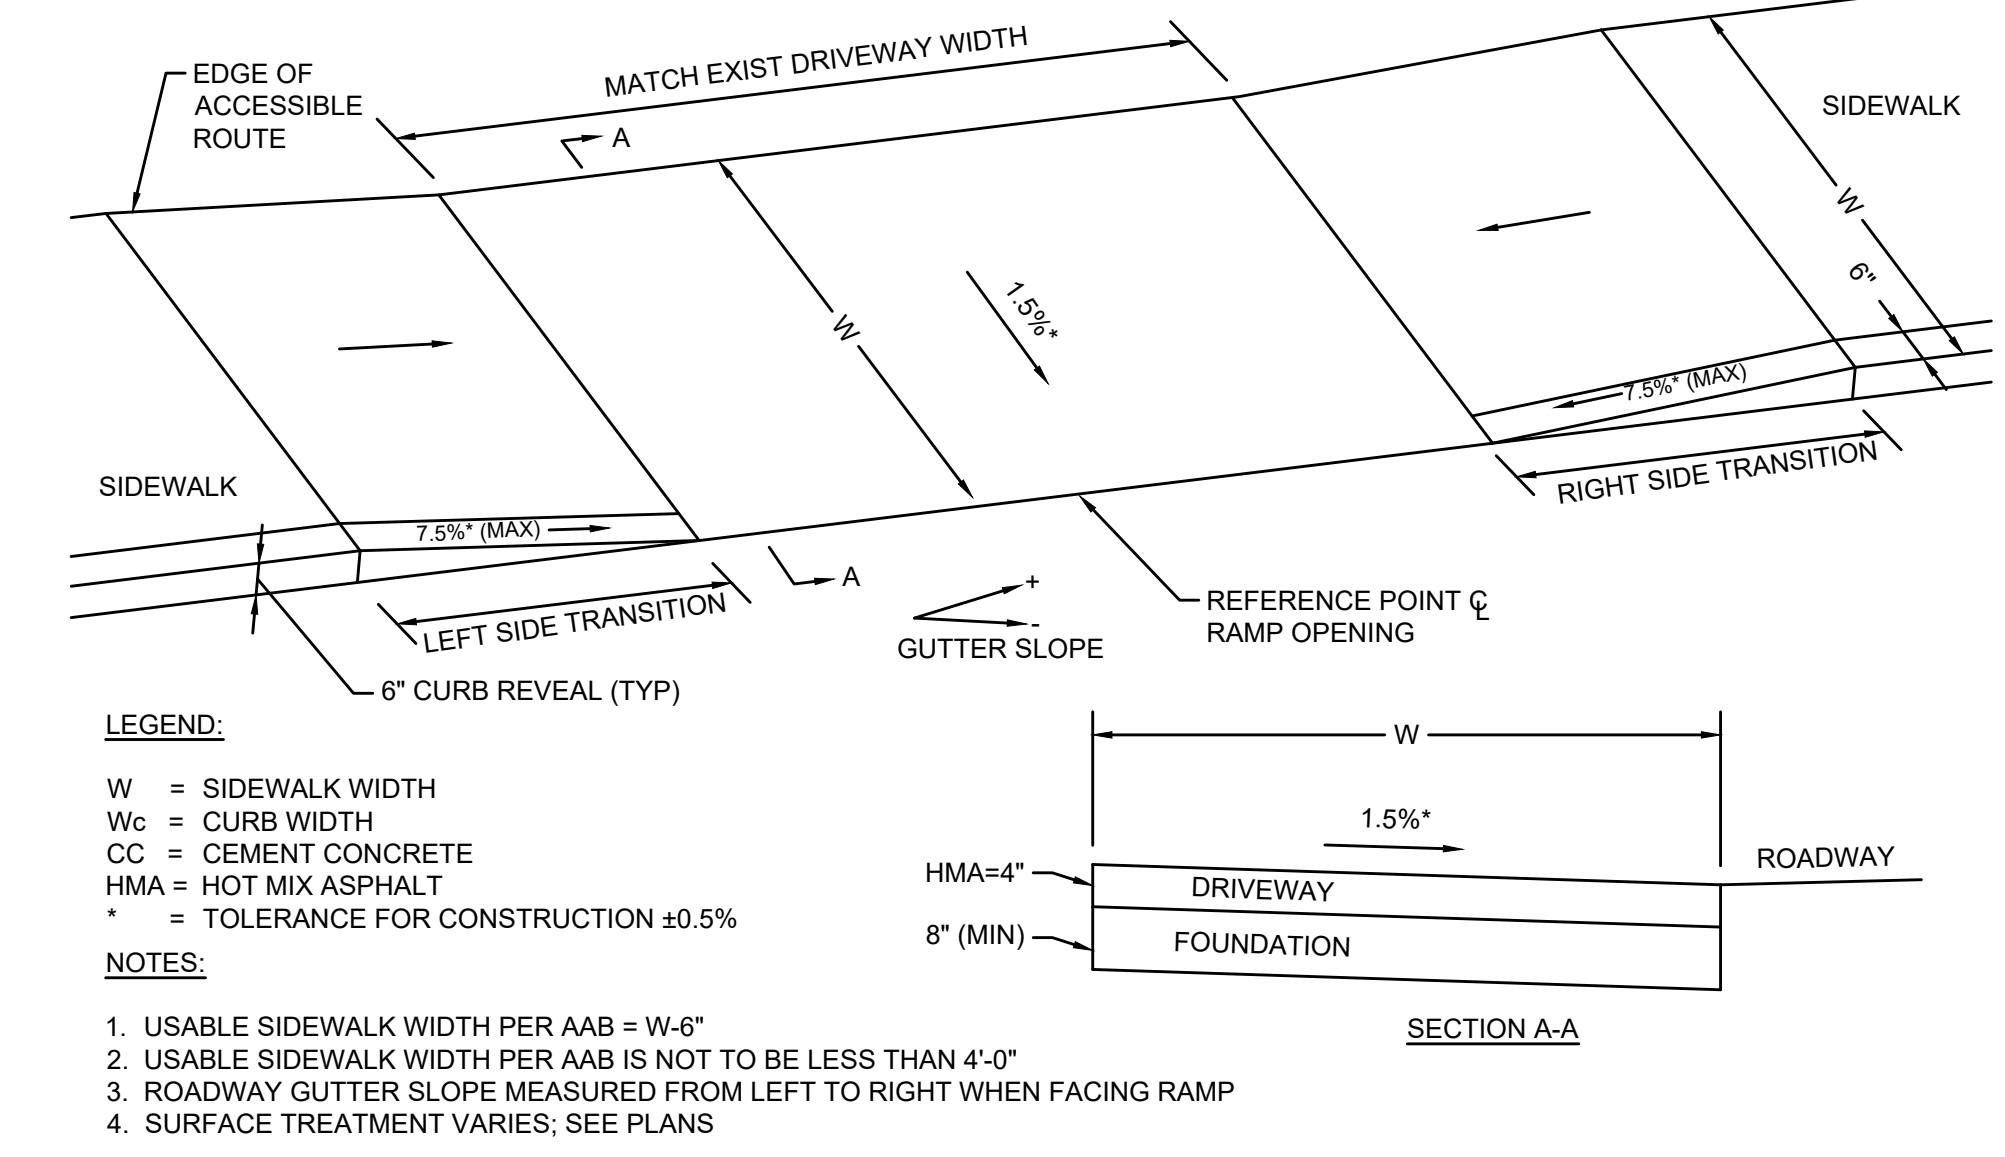 MATCH EXIST DRIVEWAY WIDTH
EDGE OF
ACCESSIBLE
ROUTE
A
SIDEWALK
W
6"
1.5%*
W
7.5%* (MAX)
RIGHT SIDE TRANSITION
SIDEWALK
7.5%* (MAX)
LEFT SIDE TRANSITION
A
+
-
GUTTER SLOPE
REFERENCE POINT ℄
RAMP OPENING
6" CURB REVEAL (TYP)
LEGEND:
W = SIDEWALK WIDTH
Wc = CURB WIDTH
CC = CEMENT CONCRETE
HMA = HOT MIX ASPHALT
* = TOLERANCE FOR CONSTRUCTION ±0.5%
NOTES:
1. USABLE SIDEWALK WIDTH PER AAB = W-6"
2. USABLE SIDEWALK WIDTH PER AAB IS NOT TO BE LESS THAN 4'-0"
3. ROADWAY GUTTER SLOPE MEASURED FROM LEFT TO RIGHT WHEN FACING RAMP
4. SURFACE TREATMENT VARIES; SEE PLANS
W
1.5%*
ROADWAY
HMA=4"
DRIVEWAY
8" (MIN)
FOUNDATION
SECTION A-A